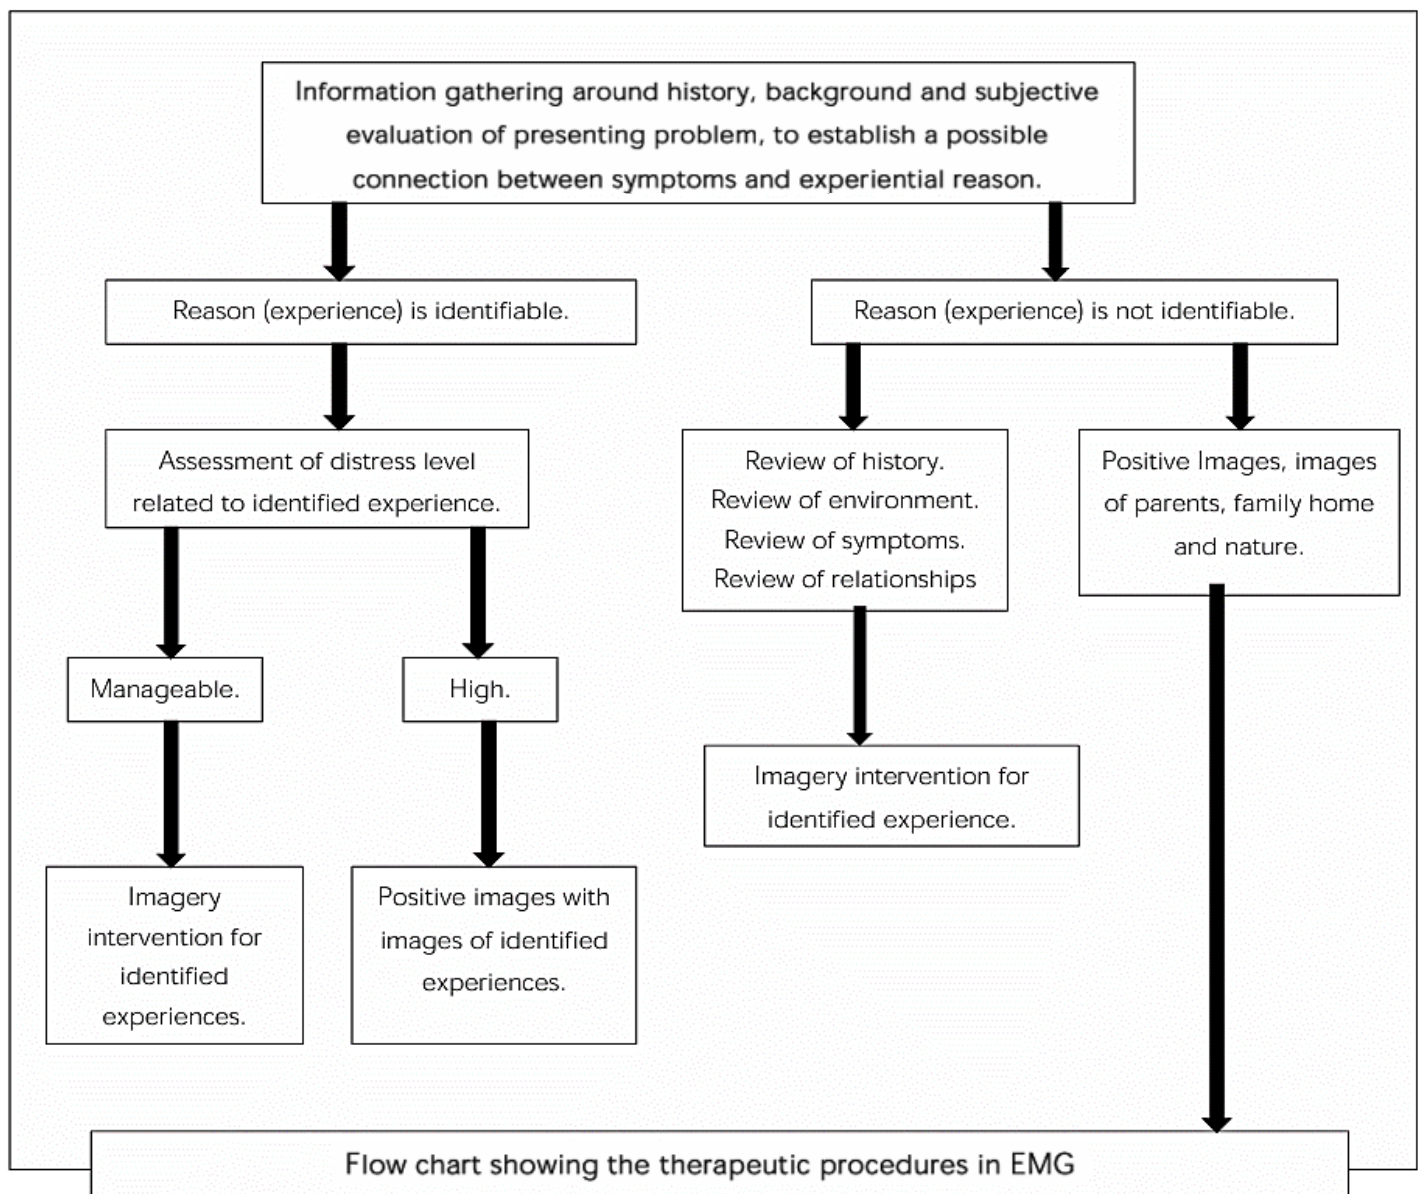 Information gathering around history, background and subjective
evaluation of presenting problem, to establish a possible
connection between symptoms and experiential reason.
Reason (experience) is identifiable.
Reason (experience) is not identifiable.
Assessment of distress level
related to identified experience.
Review of history.
Review of environment.
Review of symptoms.
Review of relationships
Positive Images, images
of parents, family home
and nature.
Manageable.
High.
Imagery intervention for
identified experience.
Imagery
intervention for
identified
experiences.
Positive images with
images of identified
experiences.
Flow chart showing the therapeutic procedures in EMG